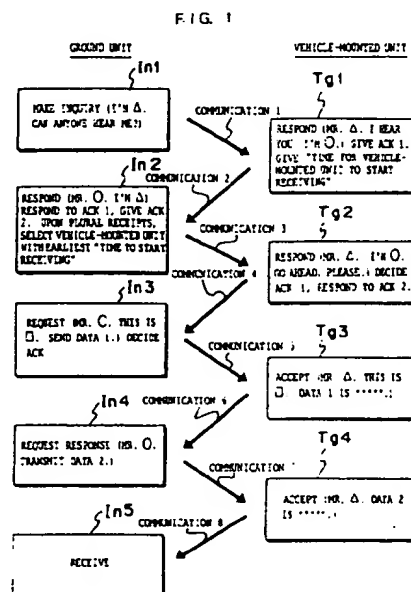 FIG. 1
GROUND UNIT
VEHICLE-MOUNTED UNIT
In1
MAKE INQUIRY (I'M Δ.
CAN ANYONE HEAR ME?)
COMMUNICATION 1
Tg1
RESPOND (MR. Δ. I HEAR
YOU. I'M O.) GIVE ACK 1.
GIVE "TIME FOR VEHICLE-
MOUNTED UNIT TO START
RECEIVING"
COMMUNICATION 2
In2
RESPOND (MR. O. I'M Δ)
RESPOND TO ACK 1, GIVE ACK
2. UPON PLURAL RECEIPTS,
SELECT VEHICLE-MOUNTED UNIT
WITH EARLIEST "TIME TO START
RECEIVING"
COMMUNICATION 3
Tg2
RESPOND (MR. Δ. I'M O.
GO AHEAD, PLEASE.) DECIDE
ACK 1, RESPOND TO ACK 2.
COMMUNICATION 4
In3
REQUEST (MR. C. THIS IS
□. SEND DATA 1.) DECIDE
ACK
COMMUNICATION
Tg3
ACCEPT (MR. Δ. THIS IS
□. DATA 1 IS *****.)
COMMUNICATION 6
In4
REQUEST RESPONSE (MR. O.
TRANSMIT DATA 2.)
COMMUNICATION
Tg4
ACCEPT (MR. Δ. DATA 2
IS *****.)
COMMUNICATION 8
In5
RECEIVE